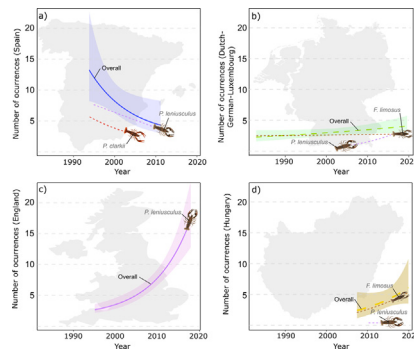 a)
Number of ocurrences (Spain)
20
15
10
5
Overall
P. leniusculus
P. clarkii
1990
2000
2010
2020
Year
b)
Number of ocurrences (Dutch-
German-Luxembourg)
20
15
10
5
F. limosus
Overall
P. leniusculus
1990
2000
2010
2020
Year
c)
Number of ocurrences (England)
20
15
10
5
P. leniusculus
Overall
1990
2000
2010
2020
Year
d)
Number of ocurrences (Hungary)
20
15
10
5
F. limosus
Overall
P. leniusculus
1990
2000
2010
2020
Year